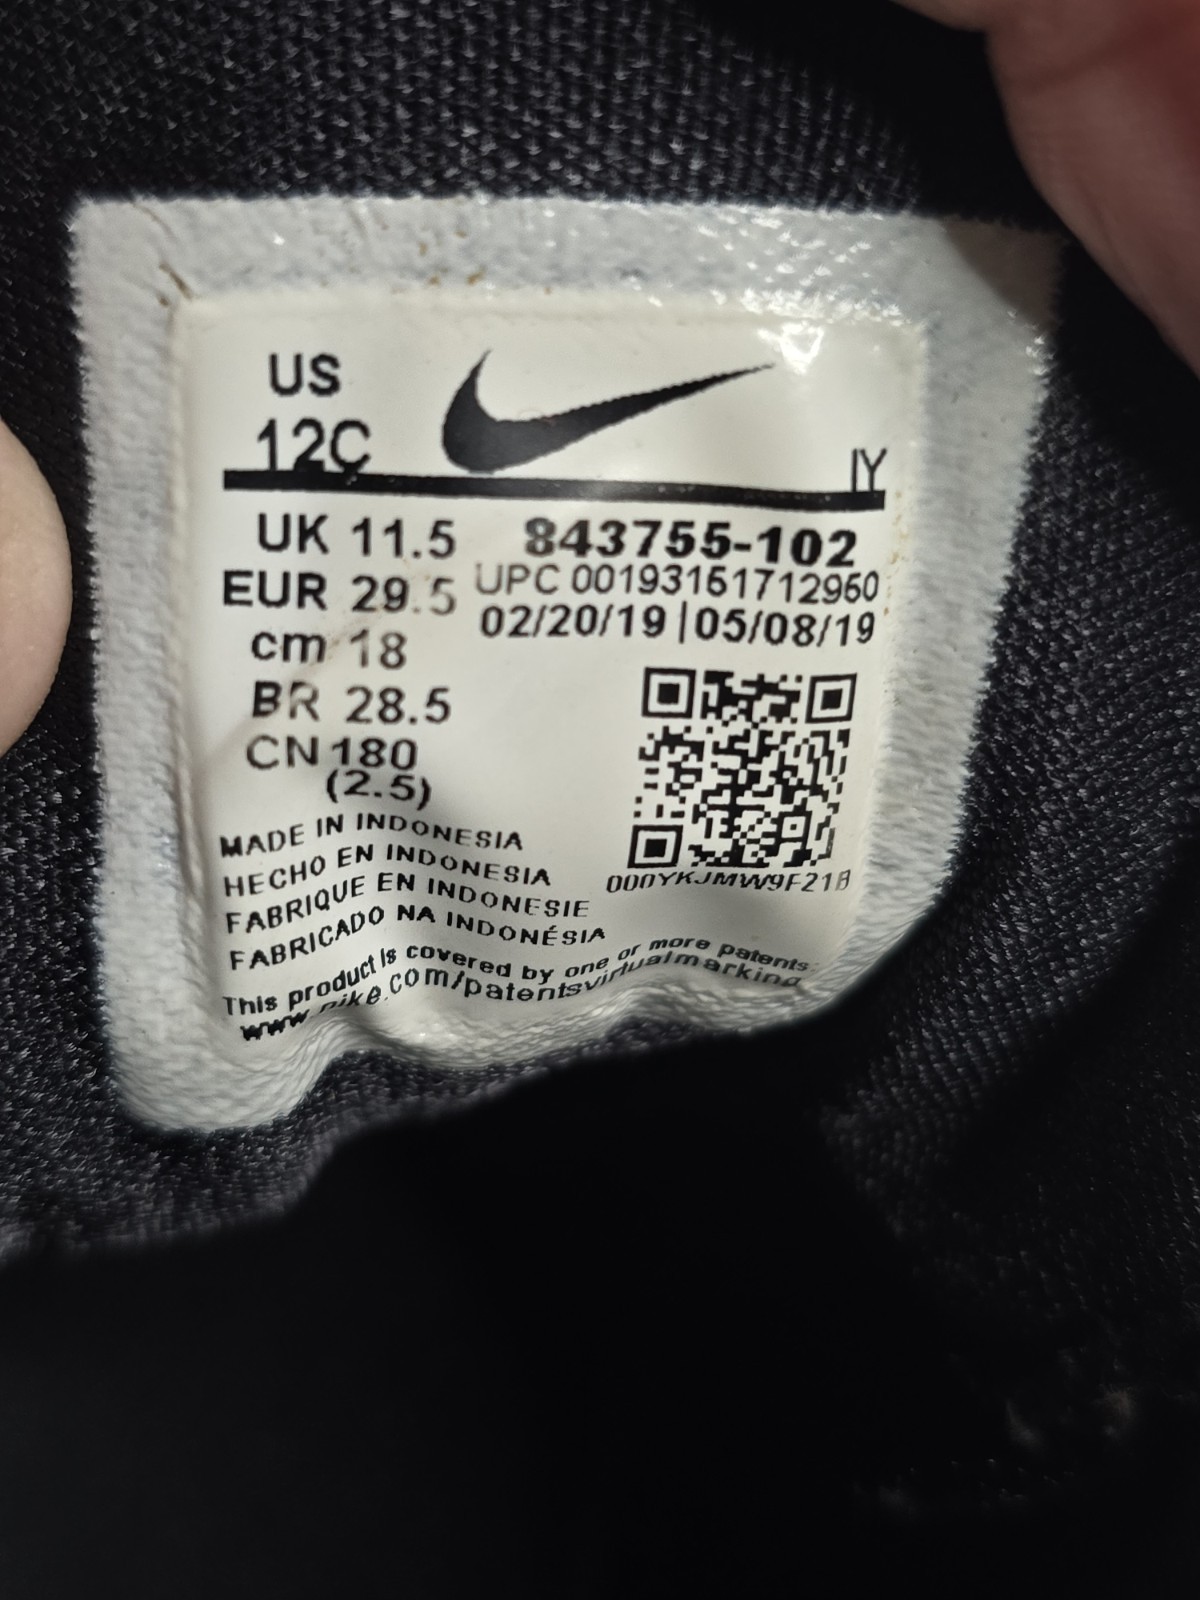 US
12C
IY
UK 11.5
EUR 29.5
cm 18
BR 28.5
CN 180
(2.5)
843755-102
UPC 00193151712960
02/20/19 | 05/08/19
000YKJMW9F21B
MADE IN INDONESIA
HECHO EN INDONESIA
FABRIQUE EN INDONESIE
FABRICADO NA INDONÉSIA
This product is covered by one or more patents:
www.nike.com/patentsvirtualmarking